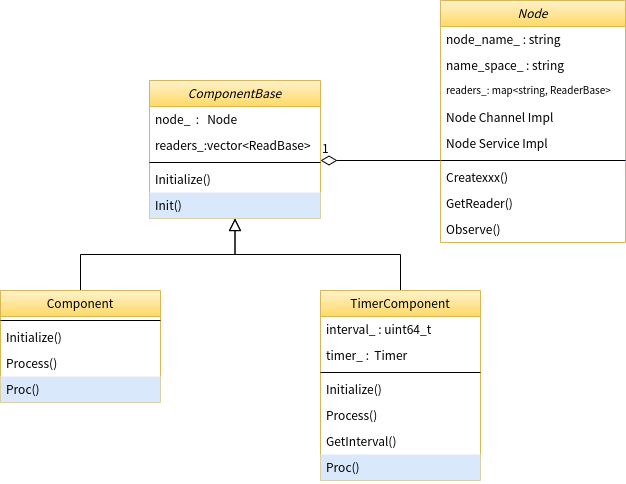 Node
node_name_ : string
name_space_ : string
readers_: map<string, ReaderBase>
Node Channel Impl
Node Service Impl
Createxxx()
GetReader()
Observe()
ComponentBase
node_ : Node
readers_:vector<ReadBase>
Initialize()
Init()
1
Component
Initialize()
Process()
Proc()
TimerComponent
interval_ : uint64_t
timer_ : Timer
Initialize()
Process()
GetInterval()
Proc()